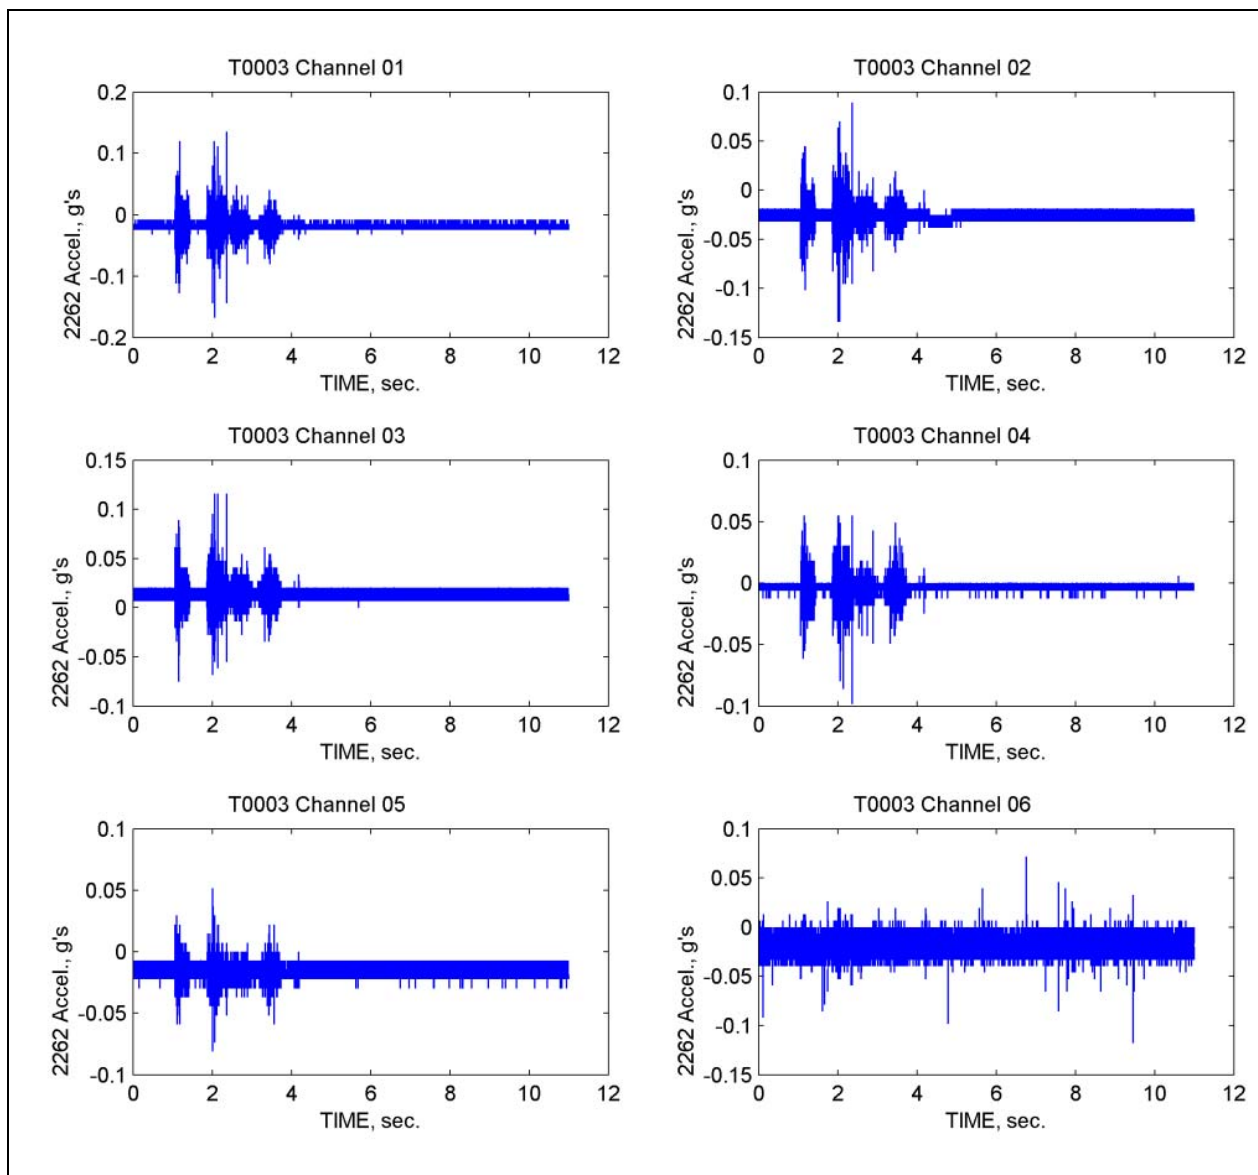 T0003 Channel 01
0.2
0.1
0
-0.1
-0.2
2262 Accel., g's
0 2 4 6 8 10 12
TIME, sec.
T0003 Channel 02
0.1
0.05
0
-0.05
-0.1
-0.15
2262 Accel., g's
0 2 4 6 8 10 12
TIME, sec.
T0003 Channel 03
0.15
0.1
0.05
0
-0.05
-0.1
2262 Accel., g's
0 2 4 6 8 10 12
TIME, sec.
T0003 Channel 04
0.1
0.05
0
-0.05
-0.1
2262 Accel., g's
0 2 4 6 8 10 12
TIME, sec.
T0003 Channel 05
0.1
0.05
0
-0.05
-0.1
2262 Accel., g's
0 2 4 6 8 10 12
TIME, sec.
T0003 Channel 06
0.1
0.05
0
-0.05
-0.1
-0.15
2262 Accel., g's
0 2 4 6 8 10 12
TIME, sec.